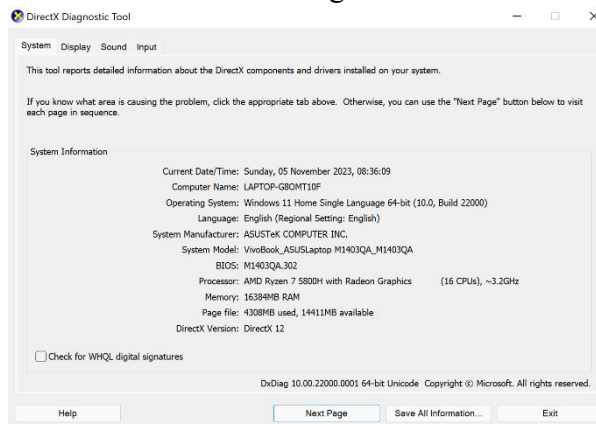 DirectX Diagnostic Tool
System Display Sound Input
This tool reports detailed information about the DirectX components and drivers installed on your system.
If you know what area is causing the problem, click the appropriate tab above. Otherwise, you can use the "Next Page" button below to visit
each page in sequence.
System Information
Current Date/Time: Sunday, 05 November 2023, 08:36:09
Computer Name: LAPTOP-G8OMT10F
Operating System: Windows 11 Home Single Language 64-bit (10.0, Build 22000)
Language: English (Regional Setting: English)
System Manufacturer: ASUSTeK COMPUTER INC.
System Model: VivoBook_ASUSLaptop M1403QA_M1403QA
BIOS: M1403QA.302
Processor: AMD Ryzen 7 5800H with Radeon Graphics (16 CPUs), ~3.2GHz
Memory: 16384MB RAM
Page file: 4308MB used, 14411MB available
DirectX Version: DirectX 12
Check for WHQL digital signatures
DxDiag 10.00.22000.0001 64-bit Unicode Copyright © Microsoft. All rights reserved.
Help Next Page Save All Information... Exit